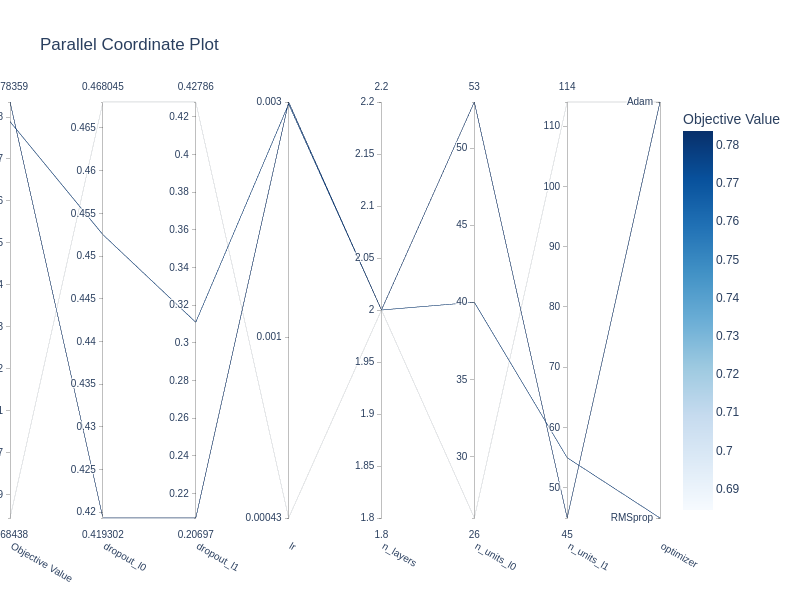 Parallel Coordinate Plot
78359 0.468045 0.42786 2.2 53 114
Objective Value
0.465 0.46 0.455 0.45 0.445 0.44 0.435 0.43 0.425 0.42
0.42 0.4 0.38 0.36 0.34 0.32 0.3 0.28 0.26 0.24 0.22
0.003 0.001 0.00043
2.2 2.15 2.1 2.05 2 1.95 1.9 1.85 1.8
50 45 40 35 30
110 100 90 80 70 60 50
Adam RMSprop
0.78 0.77 0.76 0.75 0.74 0.73 0.72 0.71 0.7 0.69
68438 0.419302 0.20697 1.8 26 45
Objective Value dropout_l0 dropout_l1 lr n_layers n_units_l0 n_units_l1 optimizer